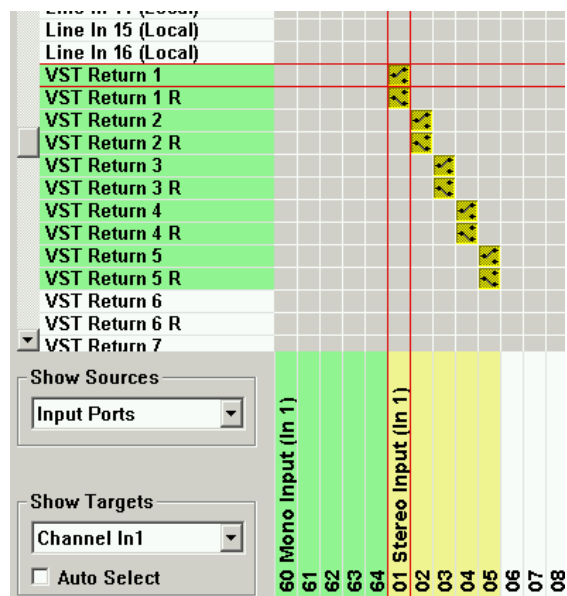 Line In 15 (Local)
Line In 16 (Local)
VST Return 1
VST Return 1 R
VST Return 2
VST Return 2 R
VST Return 3
VST Return 3 R
VST Return 4
VST Return 4 R
VST Return 5
VST Return 5 R
VST Return 6
VST Return 6 R
VST Return 7
Show Sources
Input Ports
Show Targets
Channel In1
Auto Select
60 Mono Input (In 1)
61
62
63
64
01 Stereo Input (In 1)
02
03
04
05
06
07
08